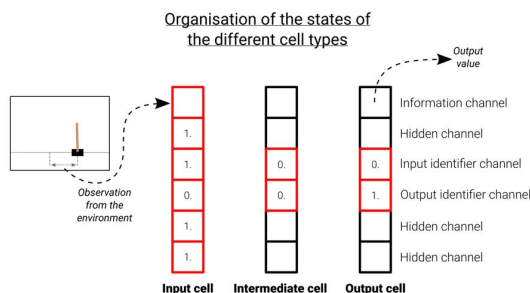 Organisation of the states of
the different cell types
Output
value
Information channel
1.
Hidden channel
1.
0.
0.
Input identifier channel
0.
0.
1.
Output identifier channel
Observation
from the
environment
1.
Hidden channel
1.
Hidden channel
Input cell
Intermediate cell
Output cell